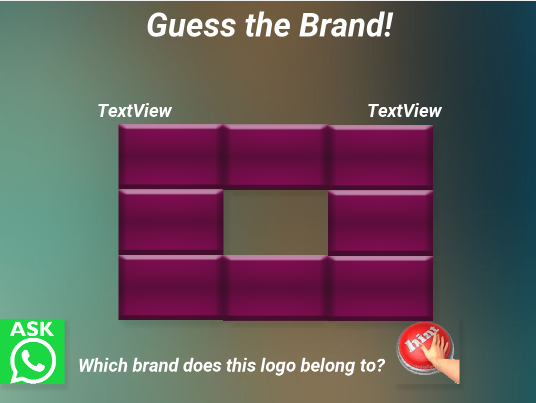 Guess the Brand!
TextView
TextView
ASK
Which brand does this logo belong to?
hint